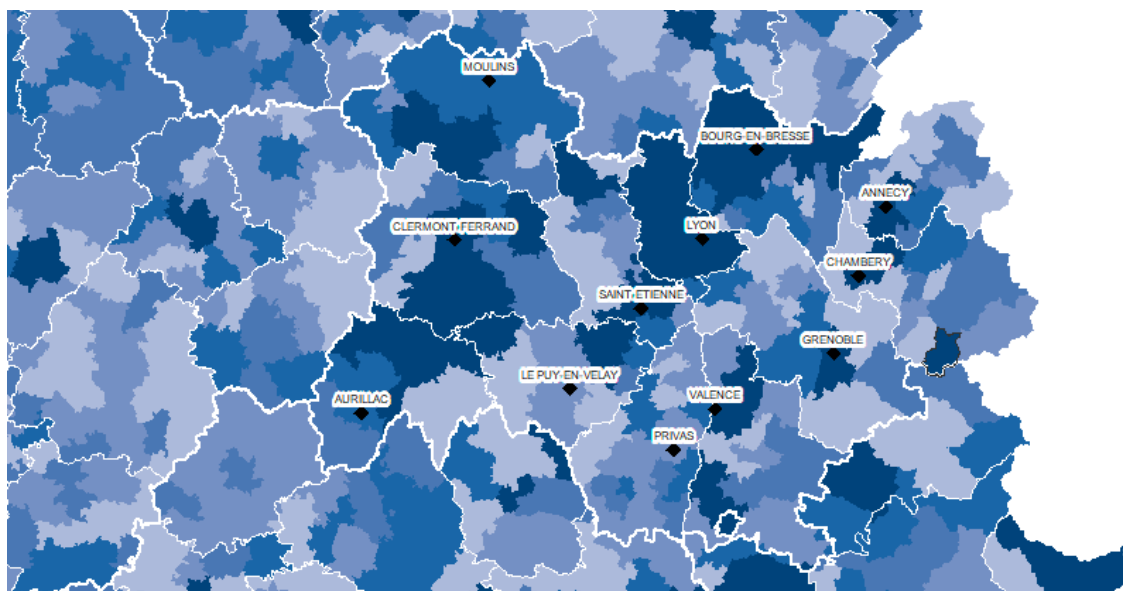 MOULINS
BOURG-EN-BRESSE
ANNECY
CLERMONT-FERRAND
LYON
CHAMBERY
SAINT-ETIENNE
GRENOBLE
LE PUY-EN-VELAY
AURILLAC
VALENCE
PRIVAS